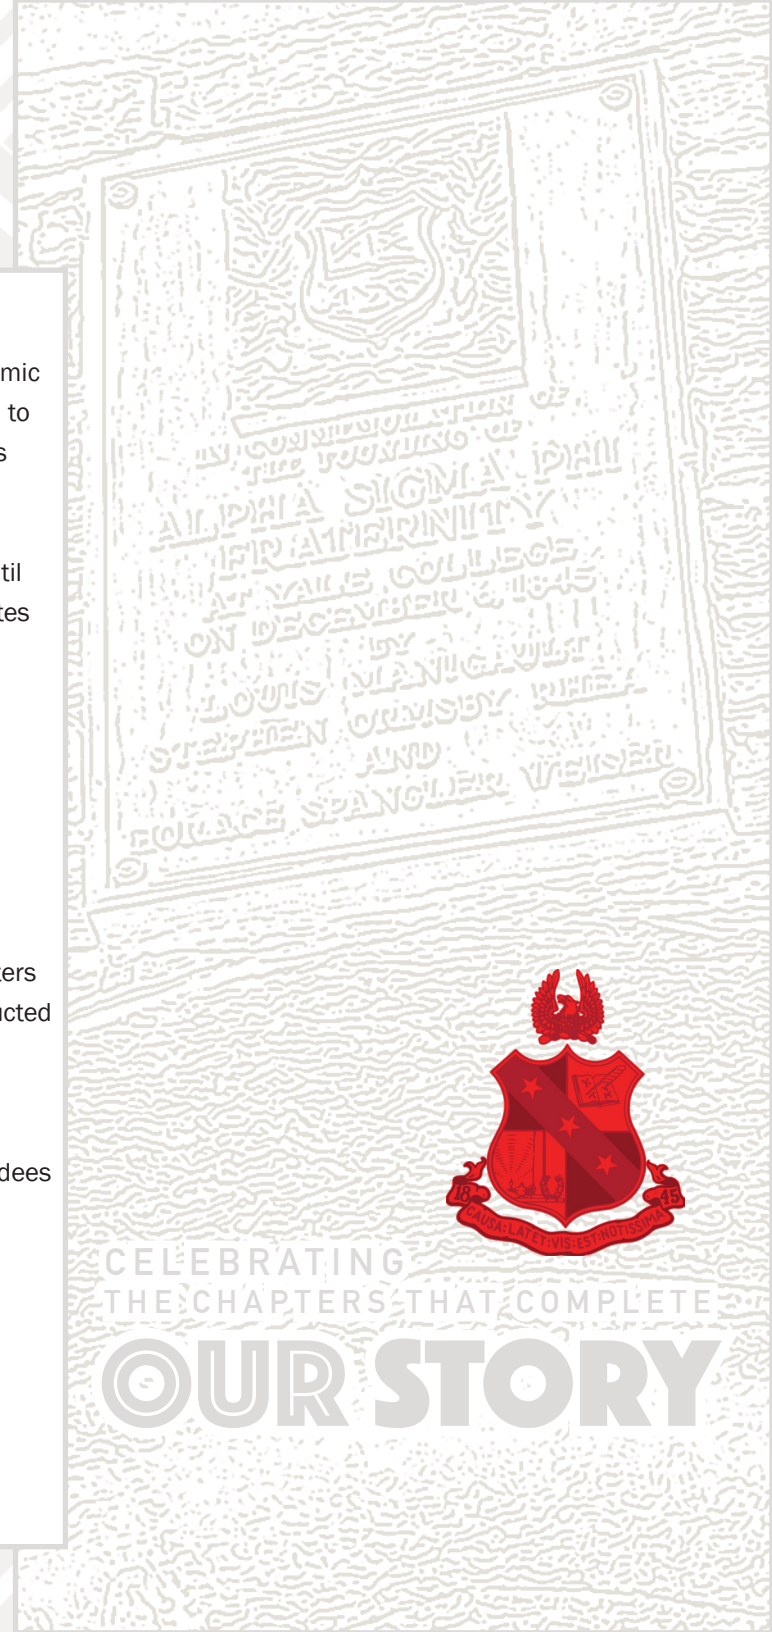 mic
to
s
til
tes
ters
ucted
dees
IN COMMEMORATION OF
THE FOUNDING OF
ALPHA SIGMA PHI
FRATERNITY
AT YALE COLLEGE
ON DECEMBER 6, 1845
BY
LOUIS MANIGAULT
STEPHEN ORMSBY RHEA
AND
HORACE SPANGLER WEISER
18 45
CAUSA:LATET:VIS:EST:NOTISSIMA
CELEBRATING
THE CHAPTERS THAT COMPLETE
OUR STORY